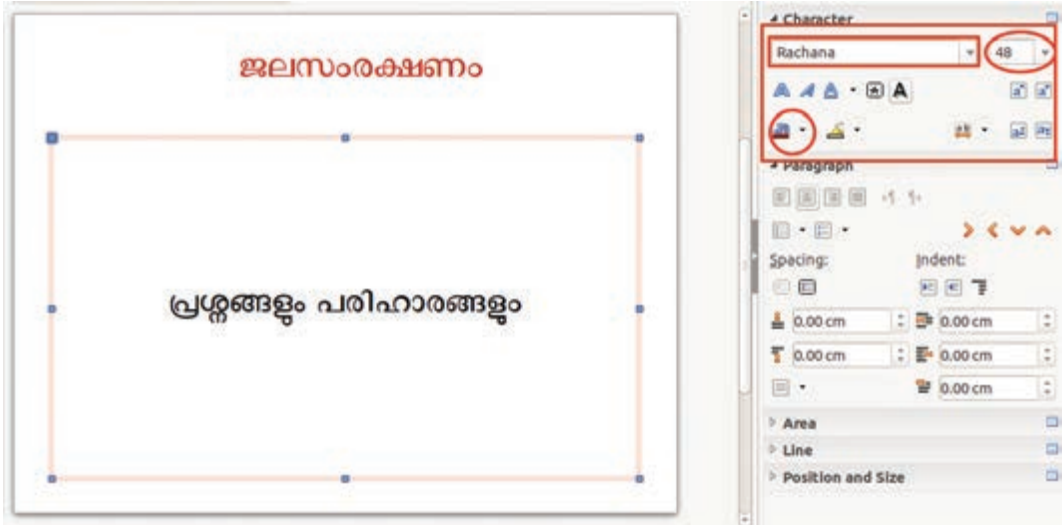 ജലസംരക്ഷണം
പ്രശ്നങ്ങളും പരിഹാരങ്ങളും
Character
Rachana
48
Paragraph
Spacing:
Indent:
0.00 cm
0.00 cm
0.00 cm
0.00 cm
0.00 cm
Area
Line
Position and Size